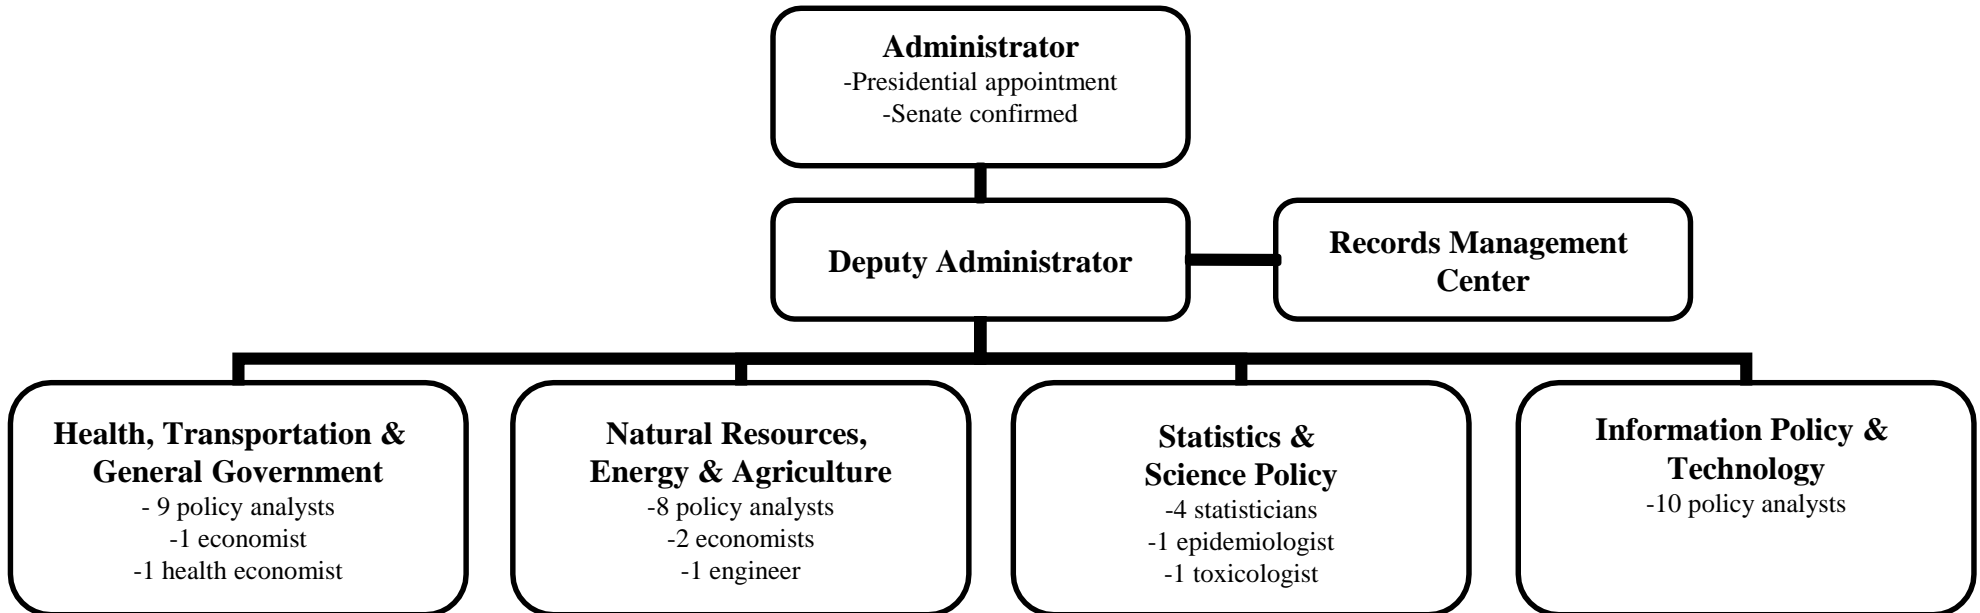 Administrator
-Presidential appointment
-Senate confirmed
Deputy Administrator
Records Management
Center
Health, Transportation &
General Government
- 9 policy analysts
-1 economist
-1 health economist
Natural Resources,
Energy & Agriculture
-8 policy analysts
-2 economists
-1 engineer
Statistics &
Science Policy
-4 statisticians
-1 epidemiologist
-1 toxicologist
Information Policy &
Technology
-10 policy analysts